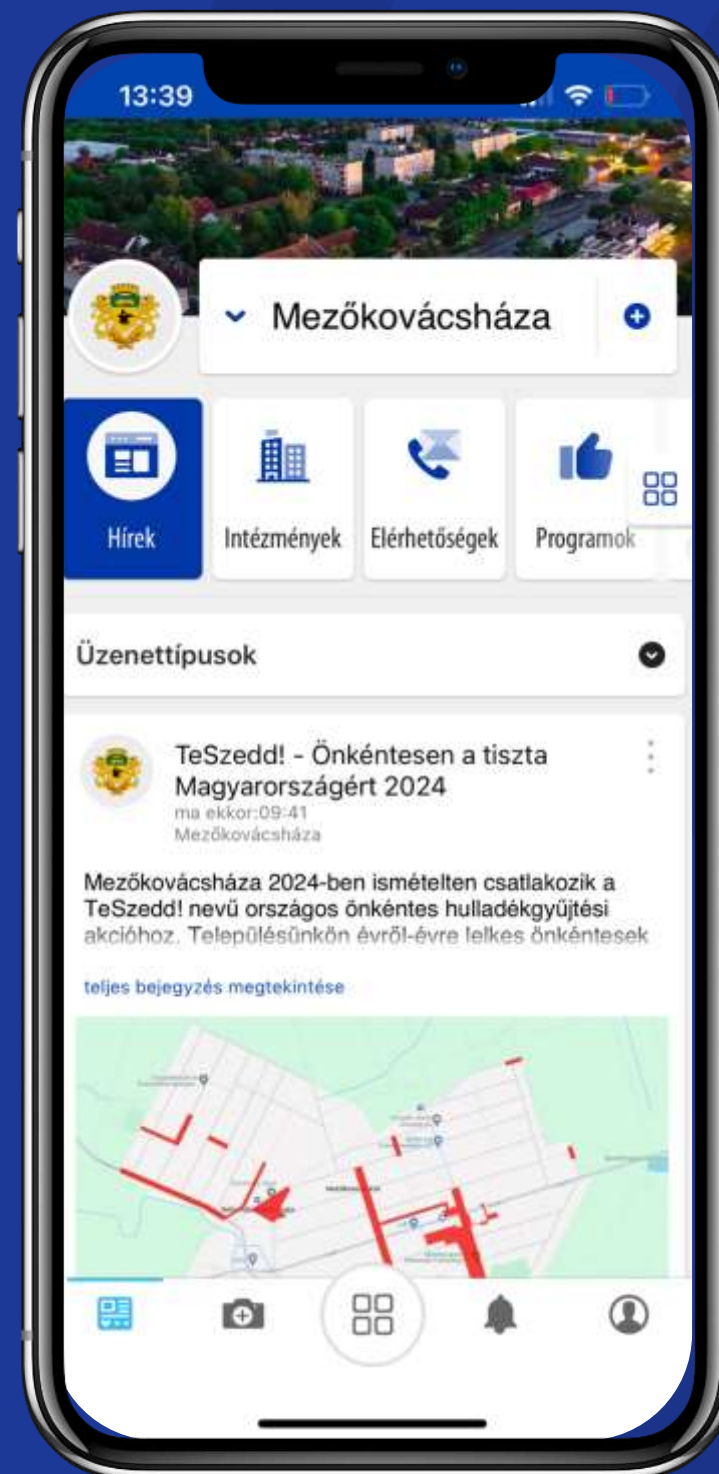 13:39
Mezőkovácsháza
Hírek
Intézmények
Elérhetőségek
Programok
Üzenettípusok
TeSzedd! - Önkéntesen a tiszta
Magyarországért 2024
ma ekkor:09:41
Mezőkovácsháza
Mezőkovácsháza 2024-ben ismételten csatlakozik a
TeSzedd! nevű országos önkéntes hulladékgyűjtési
akcióhoz. Településünkön évről-évre lelkes önkéntesek
teljes bejegyzés megtekintése